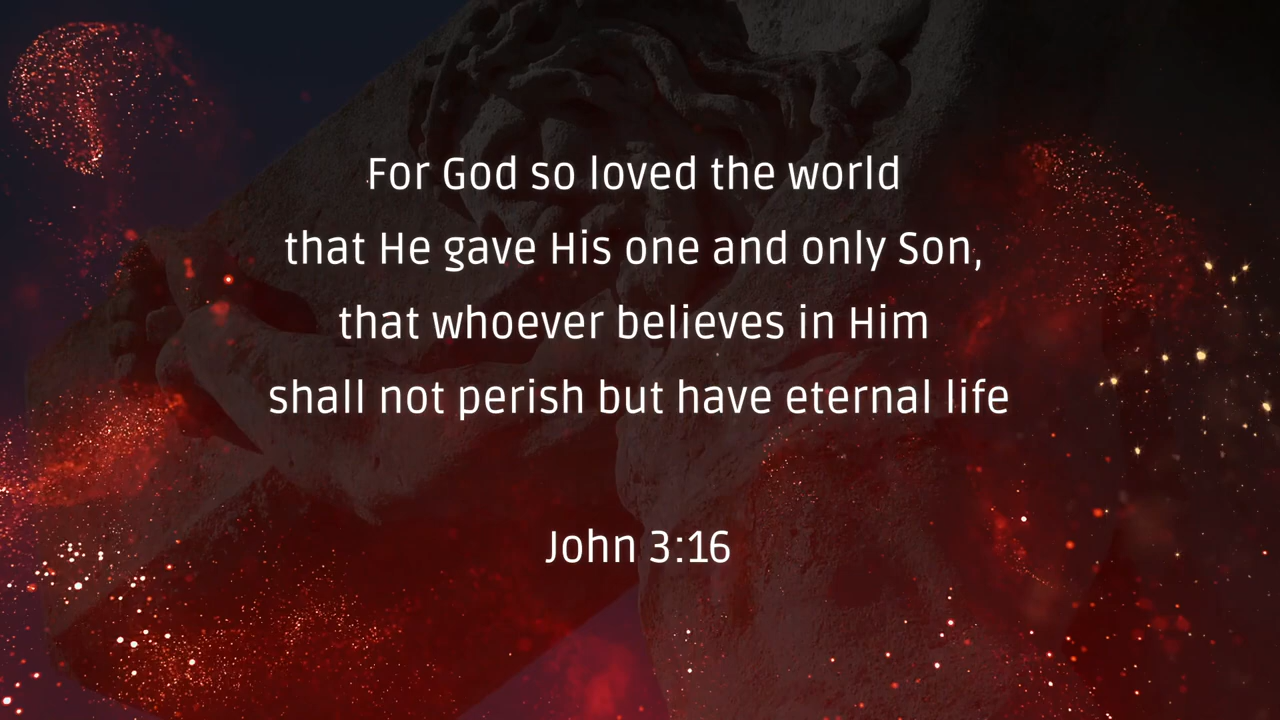 For God so loved the world
that He gave His one and only Son,
that whoever believes in Him
shall not perish but have eternal life
John 3:16